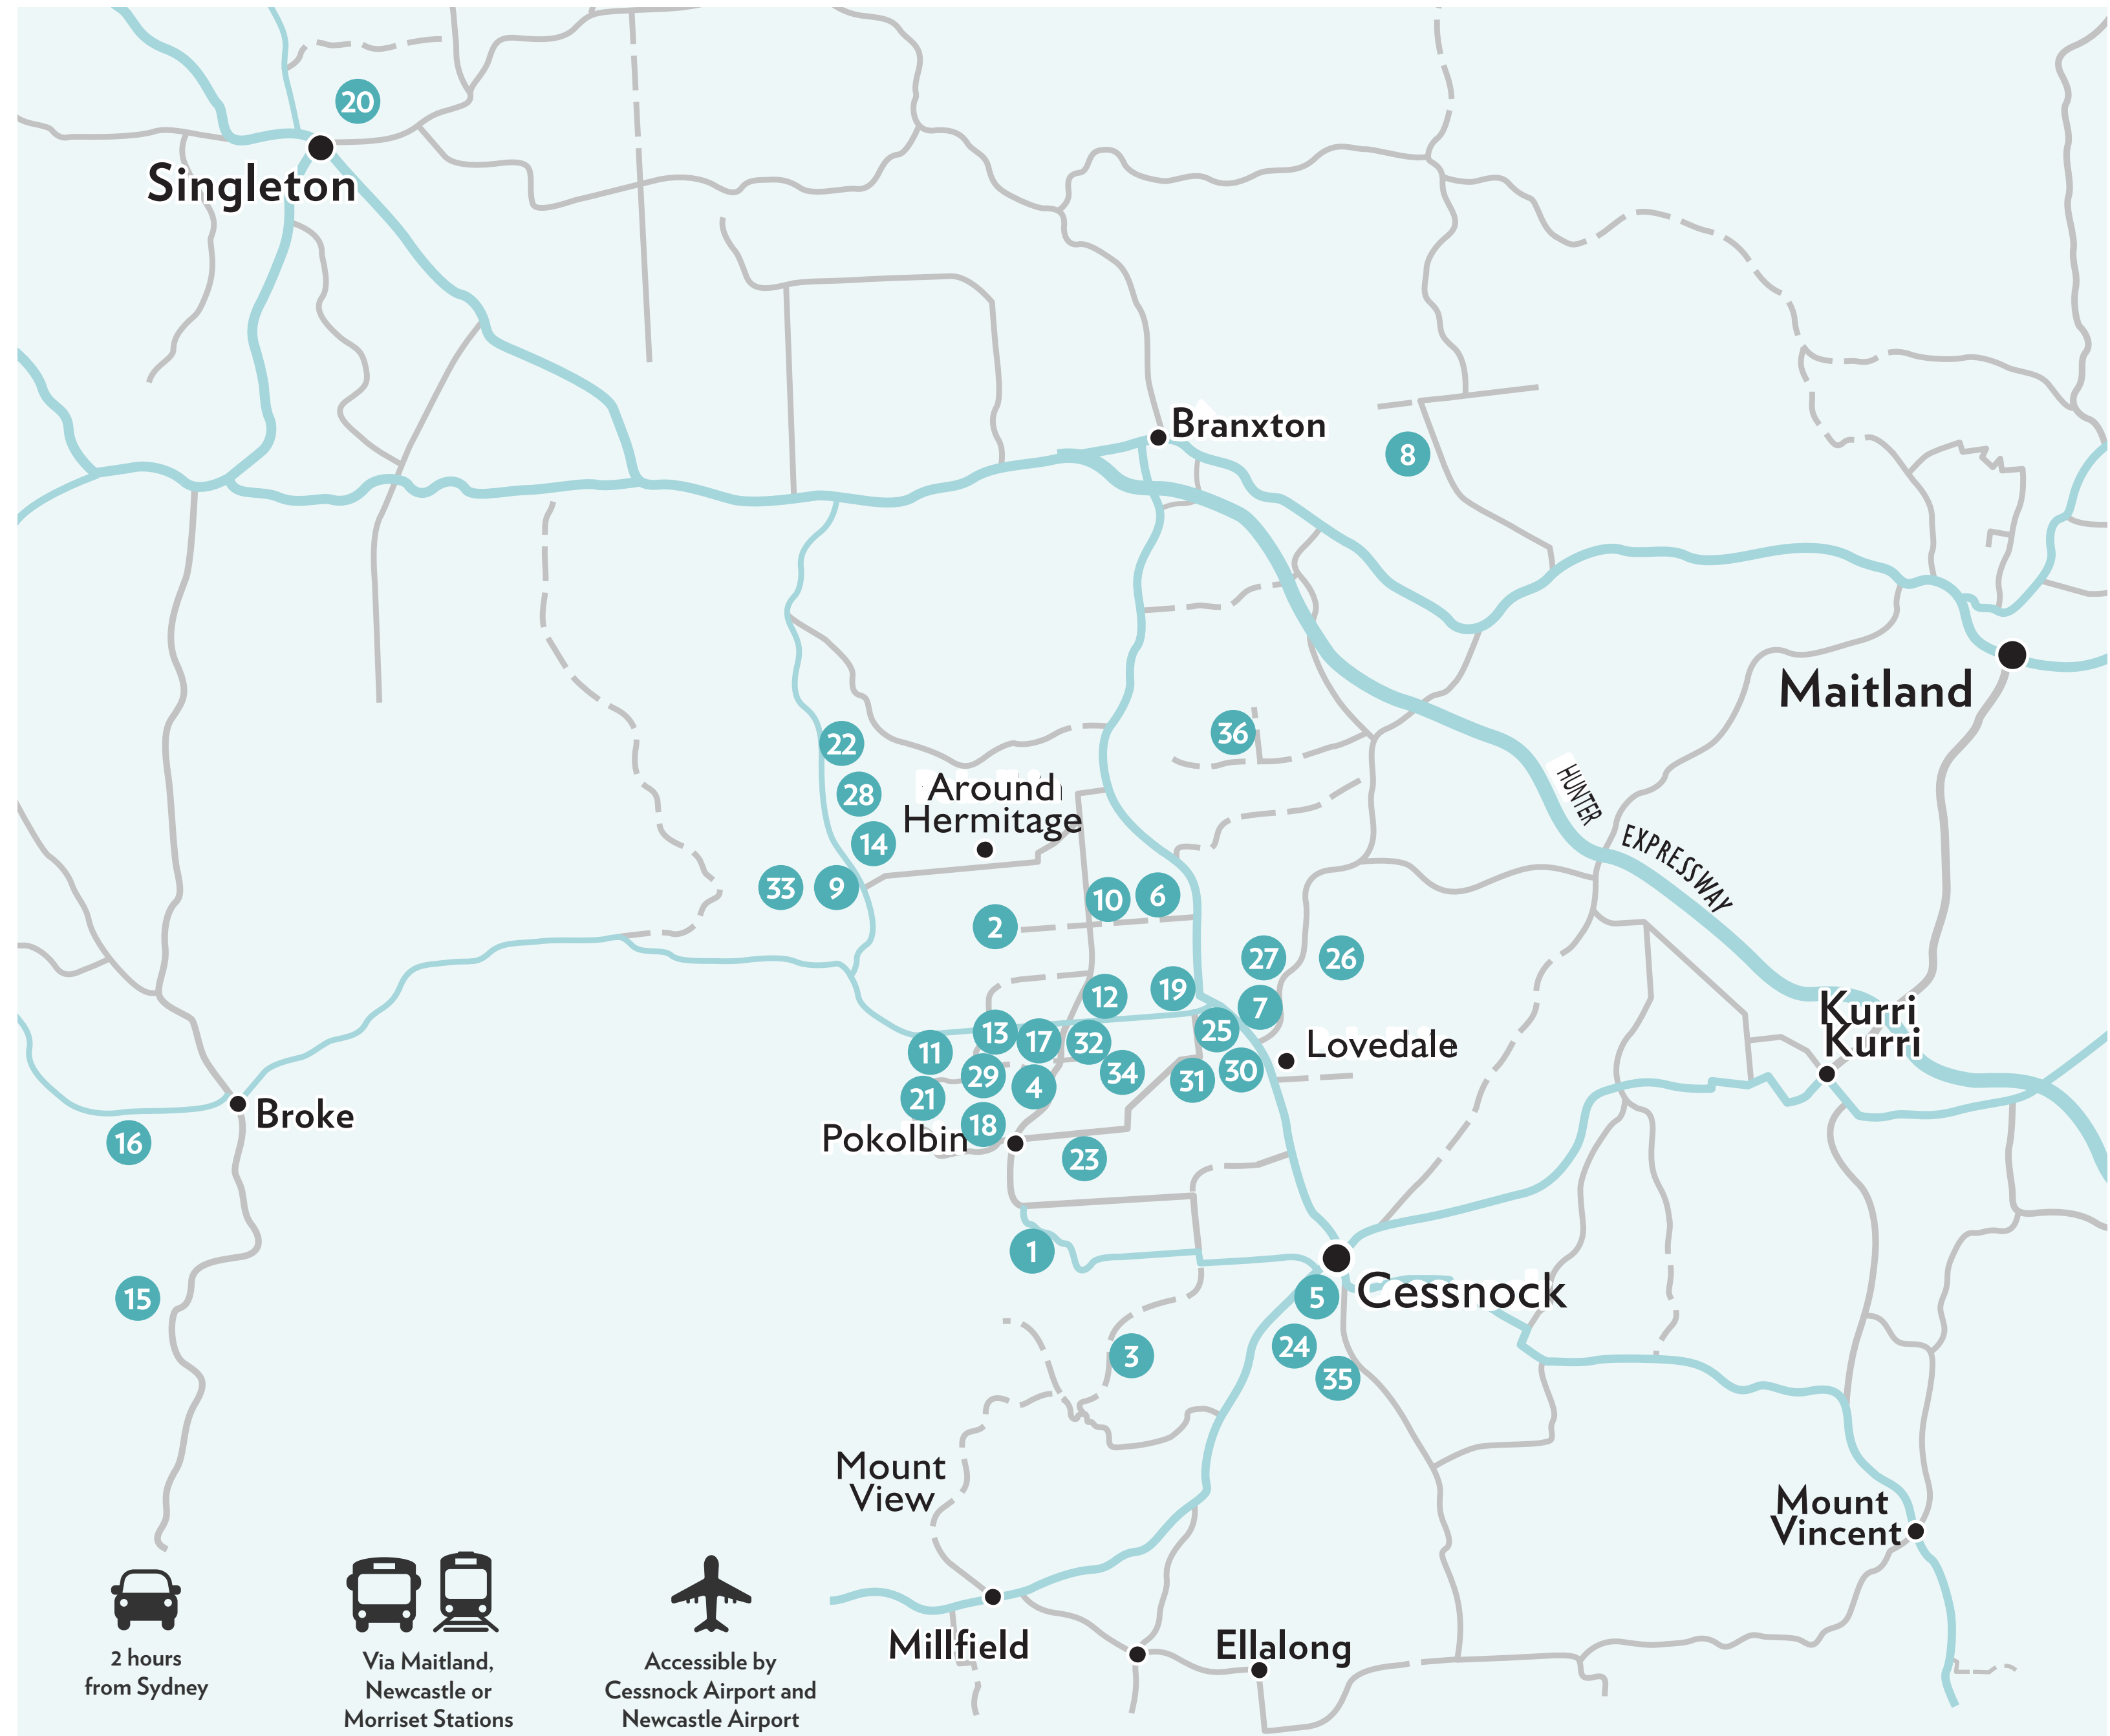 20
Singleton
Branxton
8
Maitland
36
22
HUNTER
EXPRESSWAY
28
Around
Hermitage
14
33
9
10
6
2
27
26
12
19
7
Kurri
Kurri
13
17
32
25
11
Lovedale
29
4
34
31
30
21
Broke
18
16
Pokolbin
23
1
15
5
Cessnock
24
3
35
Mount
View
Mount
Vincent
Millfield
Ellalong
2 hours
from Sydney
Via Maitland,
Newcastle or
Morriset Stations
Accessible by
Cessnock Airport and
Newcastle Airport